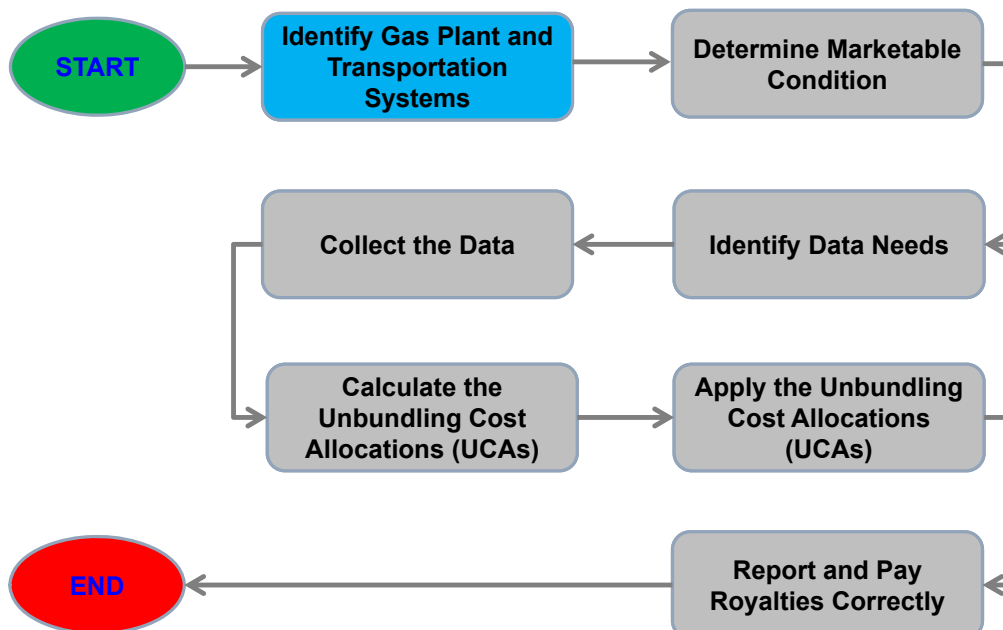 START
Identify Gas Plant and
Transportation
Systems
Determine Marketable
Condition
Collect the Data
Identify Data Needs
Calculate the
Unbundling Cost
Allocations (UCAs)
Apply the Unbundling
Cost Allocations
(UCAs)
END
Report and Pay
Royalties Correctly